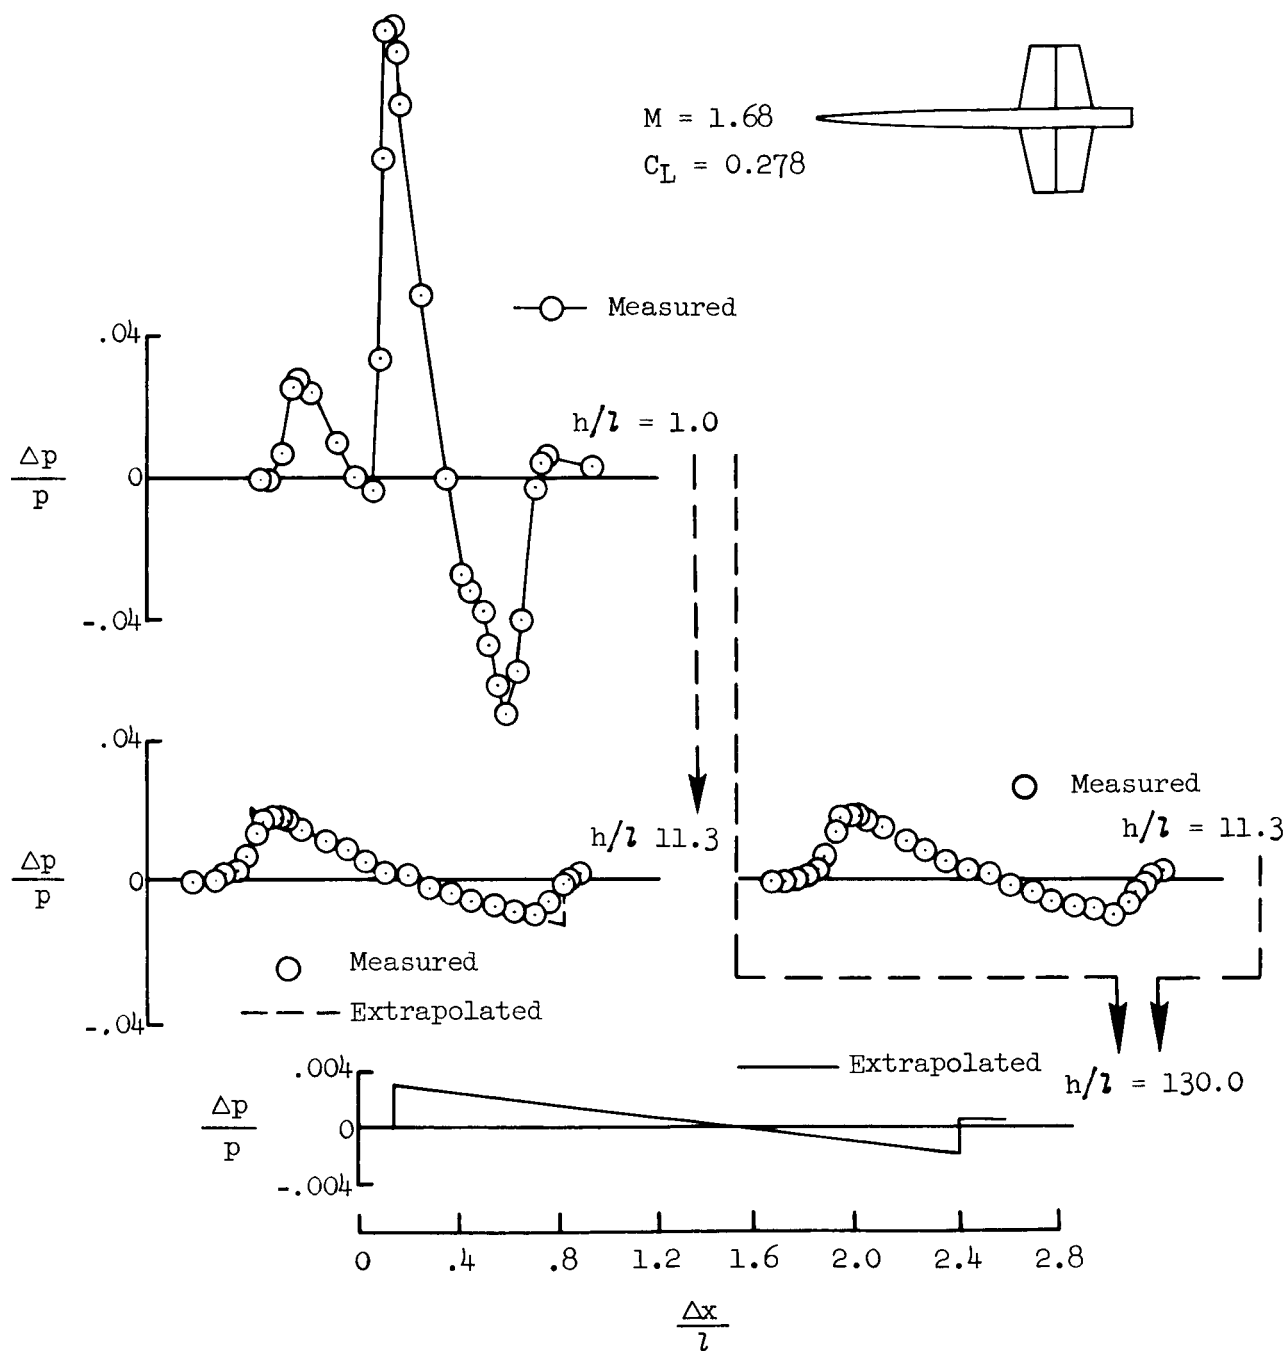 M = 1.68
C_L = 0.278
Measured
.04
h/l = 1.0
Δp
p
0
-.04
.04
Measured
h/l 11.3
h/l = 11.3
Δp
p
0
Measured
Extrapolated
-.04
.004
Extrapolated
h/l = 130.0
Δp
p
0
-.004
0 .4 .8 1.2 1.6 2.0 2.4 2.8
Δx
l